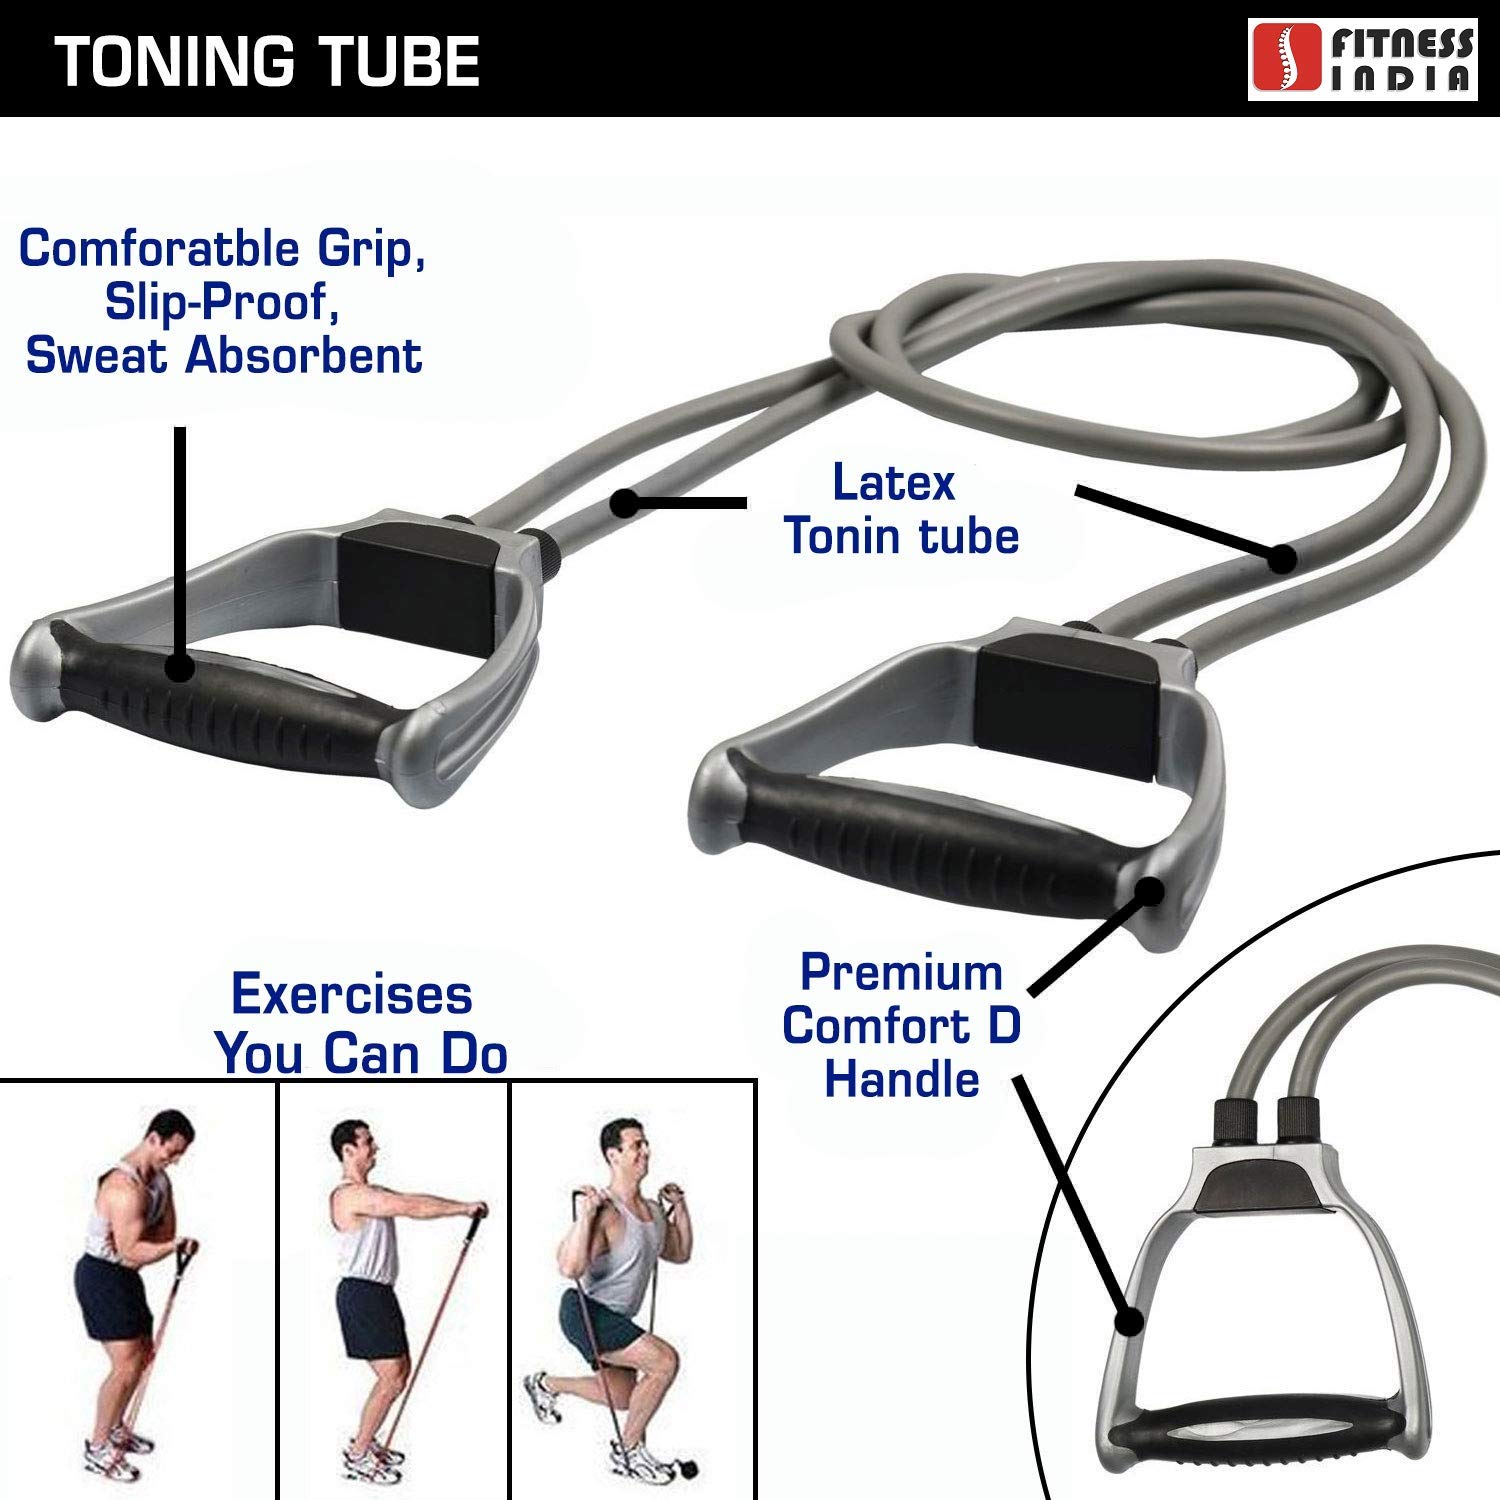 TONING TUBE
FITNESS
INDIA
Comforatble Grip,
Slip-Proof,
Sweat Absorbent
Latex
Tonin tube
Premium
Comfort D
Handle
Exercises
You Can Do